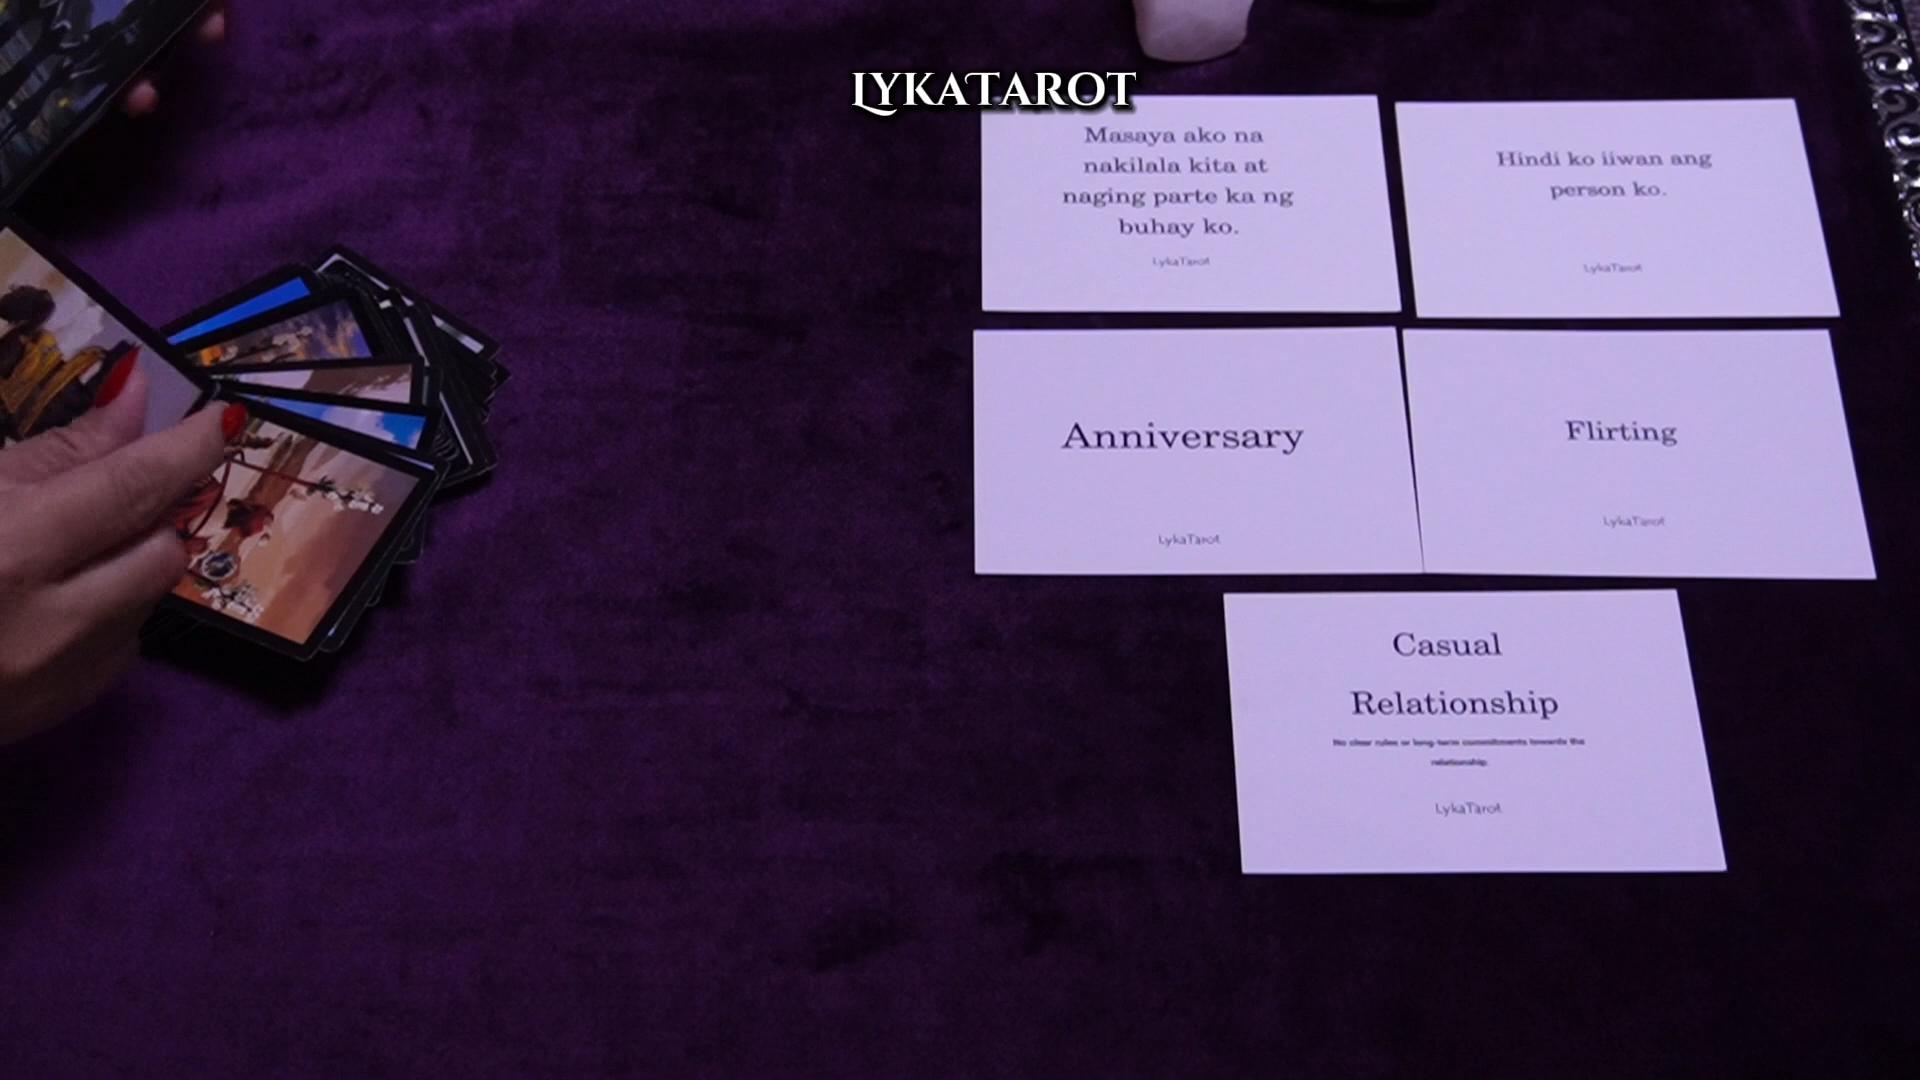 LYKATAROT
Masaya ako na
nakilala kita at
naging parte ka ng
buhay ko.
LykaTarot
Hindi ko iiwan ang
person ko.
LykaTarot
Anniversary
LykaTarot
Flirting
LykaTarot
Casual
Relationship
No clear rules or long-term commitments towards the
relationship.
LykaTarot